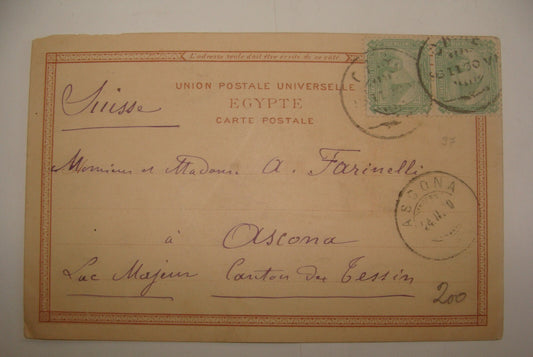 L'adresse seule doit être écrite de ce côté
UNION POSTALE UNIVERSELLE
EGYPTE
CARTE POSTALE
Suisse
Monsieur et Madame A. Farinelli
à
Ascona
Lac Majeur Canton du Tessin
ASCONA
37
200